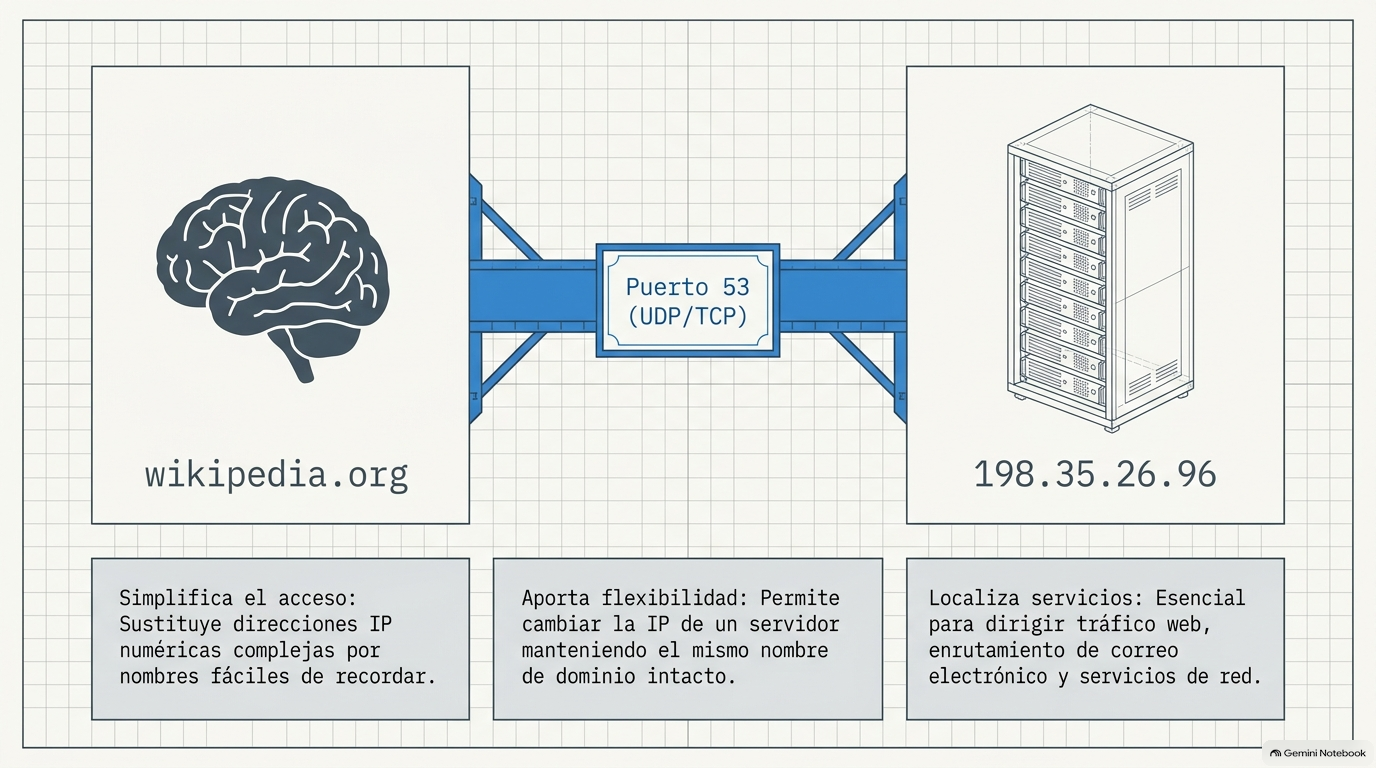 Puerto 53
(UDP/TCP)
wikipedia.org
198.35.26.96
Simplifica el acceso:
Sustituye direcciones IP
numéricas complejas por
nombres fáciles de recordar.
Aporta flexibilidad: Permite
cambiar la IP de un servidor
manteniendo el mismo nombre
de dominio intacto.
Localiza servicios: Esencial
para dirigir tráfico web,
enrutamiento de correo
electrónico y servicios de red.
Gemini Notebook